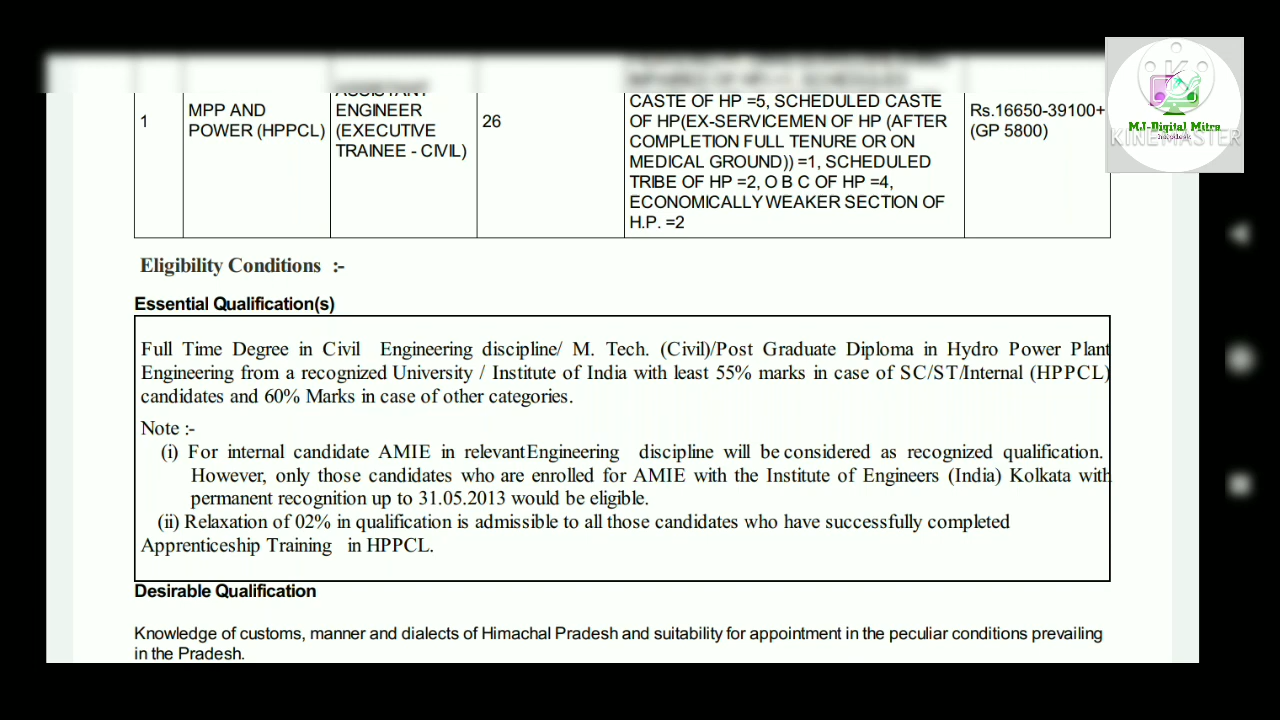 CASTE OF HP =5, SCHEDULED CASTE
1
MPP AND
POWER (HPPCL)
ASSISTANT
ENGINEER
(EXECUTIVE
TRAINEE - CIVIL)
26
OF HP(EX-SERVICEMEN OF HP (AFTER
COMPLETION FULL TENURE OR ON
MEDICAL GROUND)) =1, SCHEDULED
TRIBE OF HP =2, O B C OF HP =4,
ECONOMICALLY WEAKER SECTION OF
H.P. =2
Rs.16650-39100+
(GP 5800)
MJ-Digital Mitra
KINEMASTER
Eligibility Conditions :-
Essential Qualification(s)
Full Time Degree in Civil Engineering discipline/ M. Tech. (Civil)/Post Graduate Diploma in Hydro Power Plant
Engineering from a recognized University / Institute of India with least 55% marks in case of SC/ST/Internal (HPPCL)
candidates and 60% Marks in case of other categories.
Note :-
(i) For internal candidate AMIE in relevantEngineering discipline will be considered as recognized qualification.
However, only those candidates who are enrolled for AMIE with the Institute of Engineers (India) Kolkata with
permanent recognition up to 31.05.2013 would be eligible.
(ii) Relaxation of 02% in qualification is admissible to all those candidates who have successfully completed
Apprenticeship Training in HPPCL.
Desirable Qualification
Knowledge of customs, manner and dialects of Himachal Pradesh and suitability for appointment in the peculiar conditions prevailing
in the Pradesh.